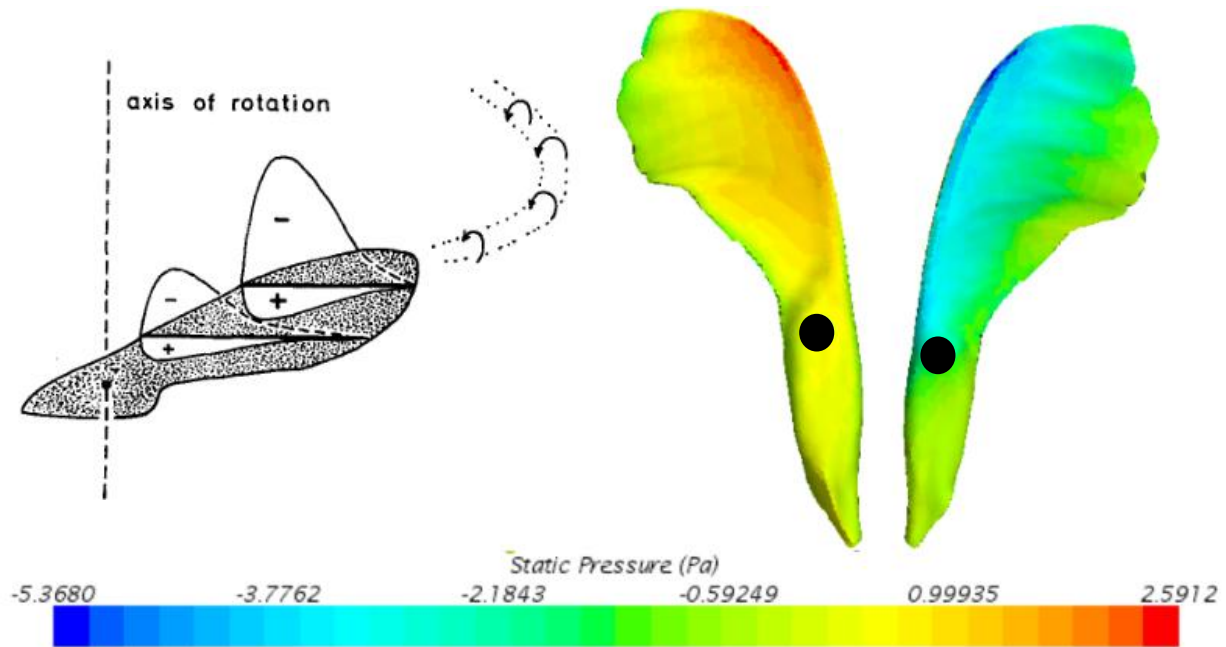 axis of rotation
-
+
-
+
Static Pressure (Pa)
-5.3680 -3.7762 -2.1843 -0.59249 0.99935 2.5912